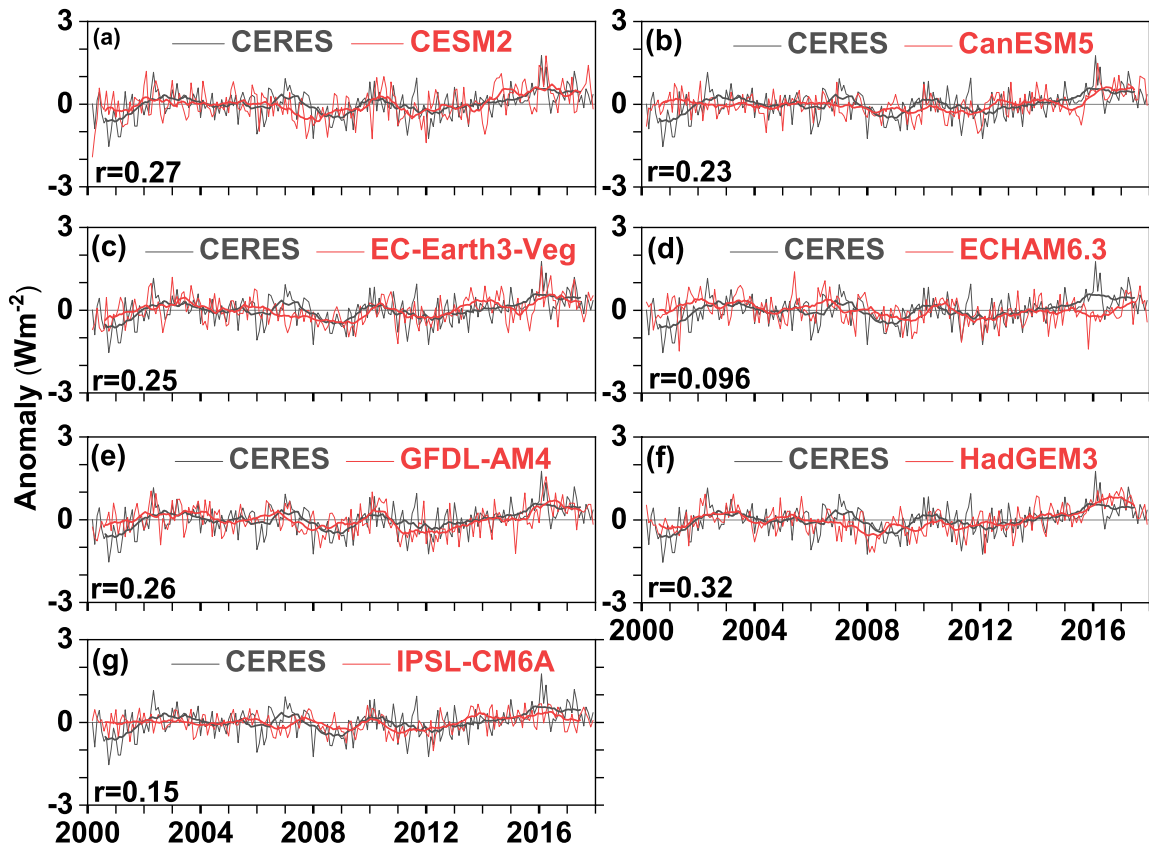 Anomaly (Wm-2)
3
0
-3
(a) CERES CESM2
r=0.27
3
0
-3
(b) CERES CanESM5
r=0.23
3
0
-3
(c) CERES EC-Earth3-Veg
r=0.25
3
0
-3
(d) CERES ECHAM6.3
r=0.096
3
0
-3
(e) CERES GFDL-AM4
r=0.26
3
0
-3
(f) CERES HadGEM3
r=0.32
2000 2004 2008 2012 2016
3
0
-3
(g) CERES IPSL-CM6A
r=0.15
2000 2004 2008 2012 2016